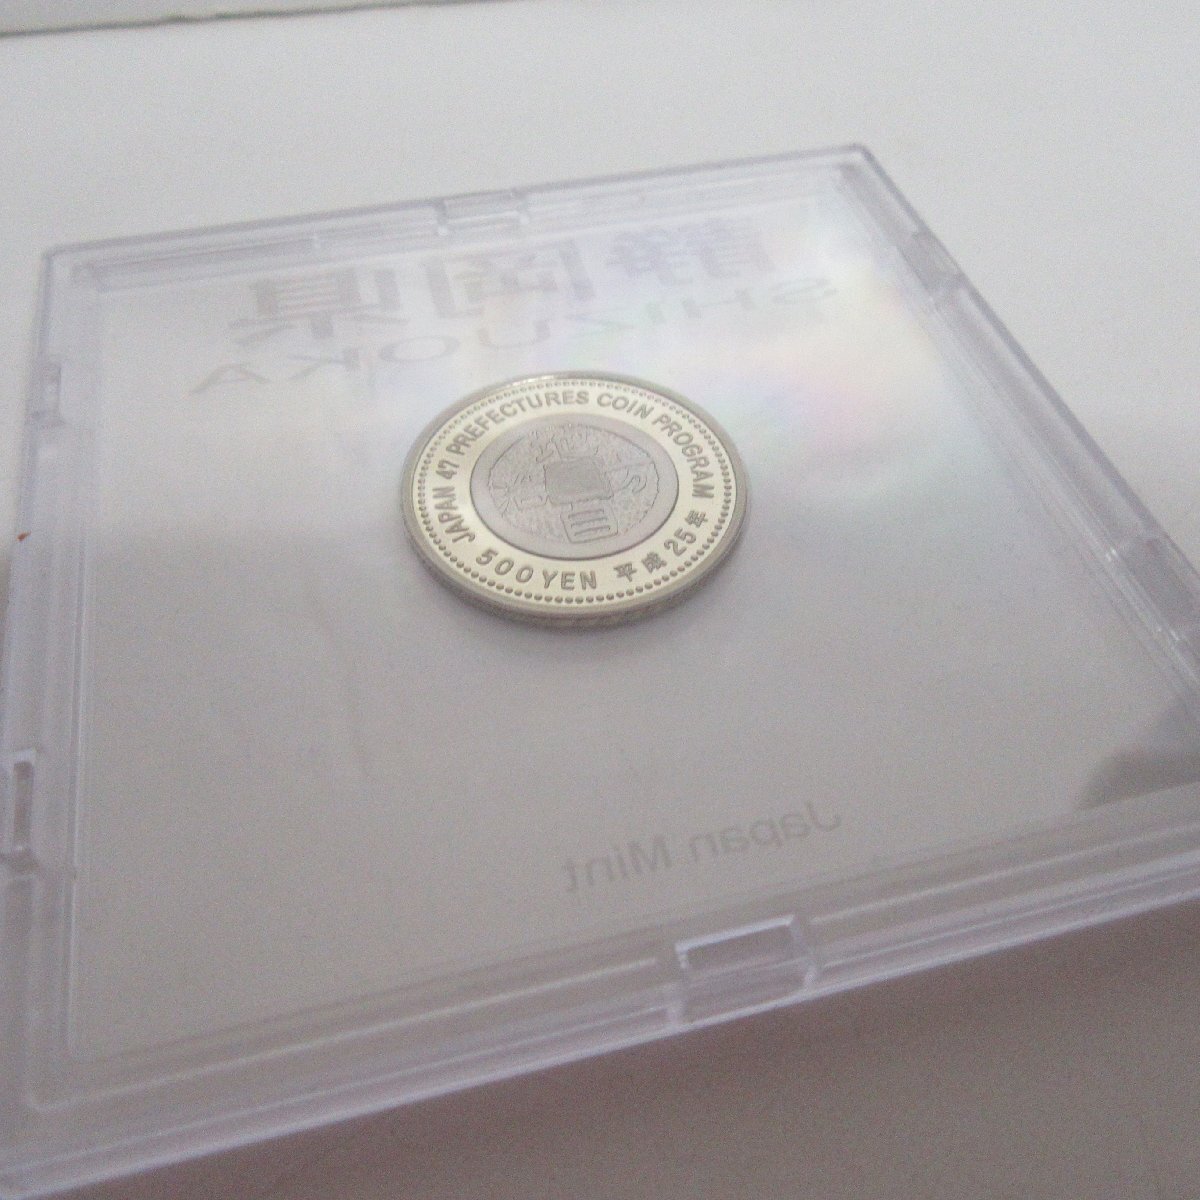 静岡県
SHIZUOKA
JAPAN 47 PREFECTURES COIN PROGRAM
500 YEN 平成25年
Japan Mint